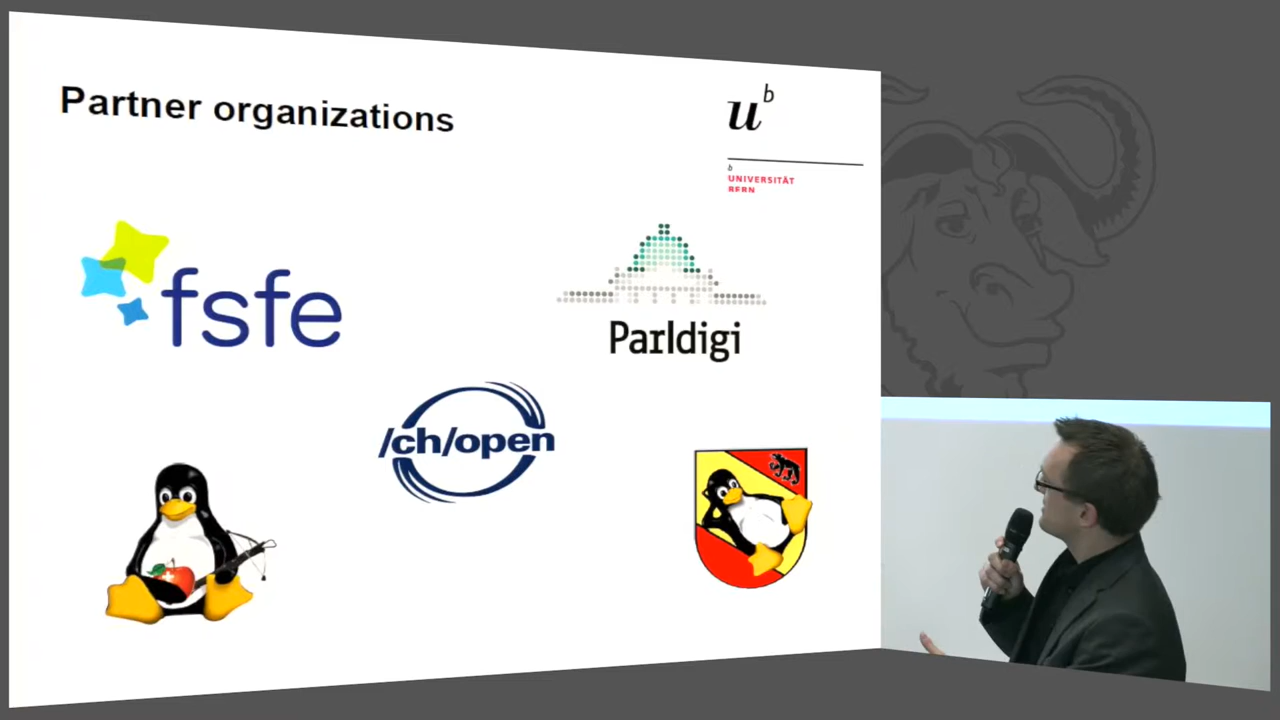 Partner organizations
u b
b
UNIVERSITÄT
BERN
fsfe
Parldigi
/ch/open